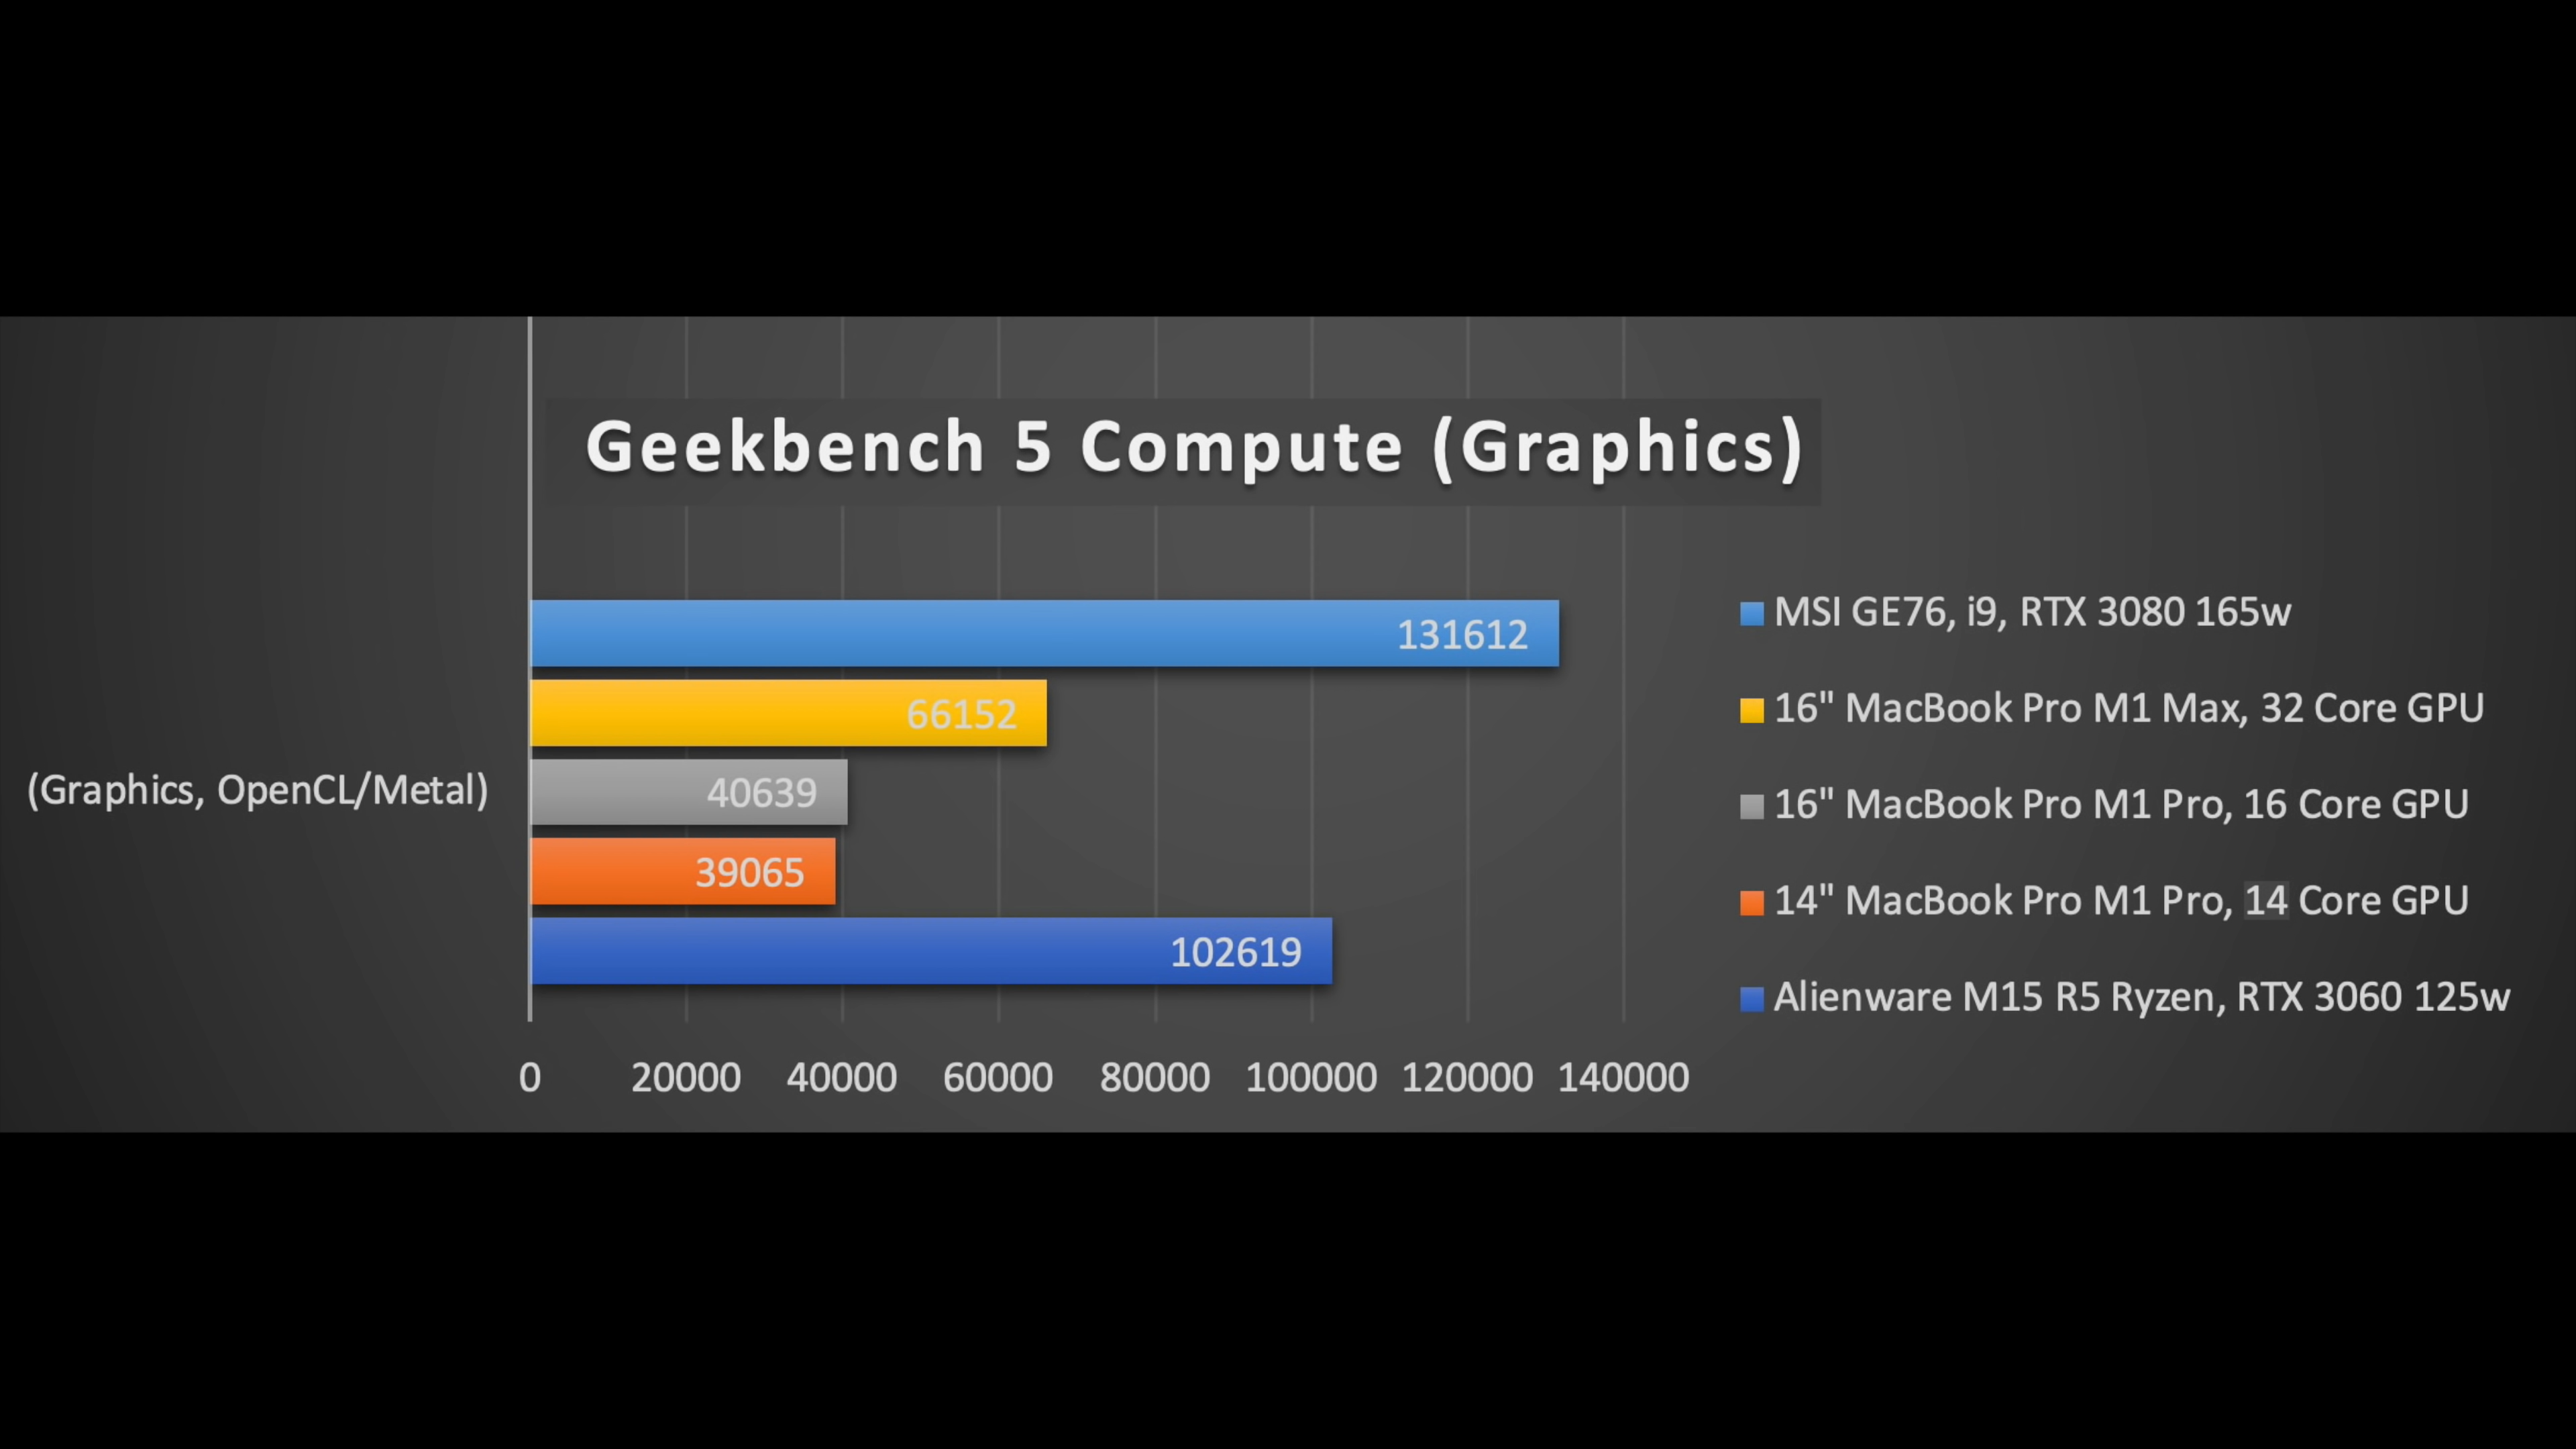 Geekbench 5 Compute (Graphics)
131612
66152
40639
39065
102619
(Graphics, OpenCL/Metal)
0 20000 40000 60000 80000 100000 120000 140000
MSI GE76, i9, RTX 3080 165w
16" MacBook Pro M1 Max, 32 Core GPU
16" MacBook Pro M1 Pro, 16 Core GPU
14" MacBook Pro M1 Pro, 14 Core GPU
Alienware M15 R5 Ryzen, RTX 3060 125w